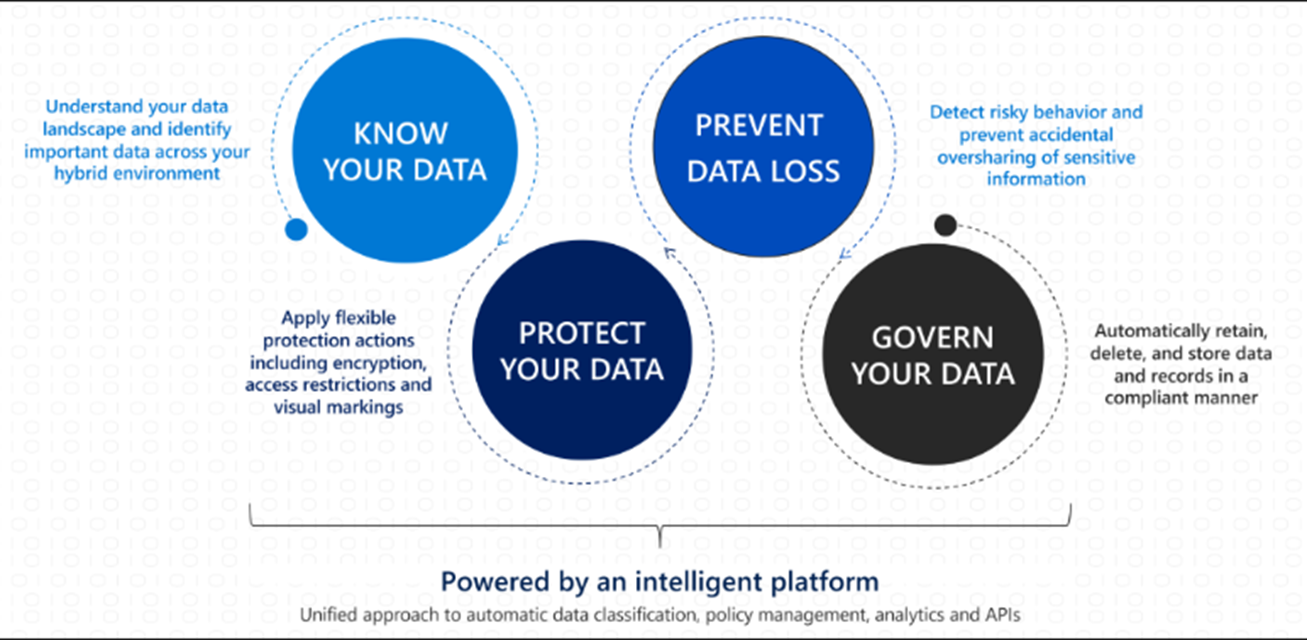 KNOW
YOUR DATA
Understand your data
landscape and identify
important data across your
hybrid environment
PROTECT
YOUR DATA
Apply flexible
protection actions
including encryption,
access restrictions and
visual markings
PREVENT
DATA LOSS
Detect risky behavior and
prevent accidental
oversharing of sensitive
information
GOVERN
YOUR DATA
Automatically retain,
delete, and store data
and records in a
compliant manner
Powered by an intelligent platform
Unified approach to automatic data classification, policy management, analytics and APIs